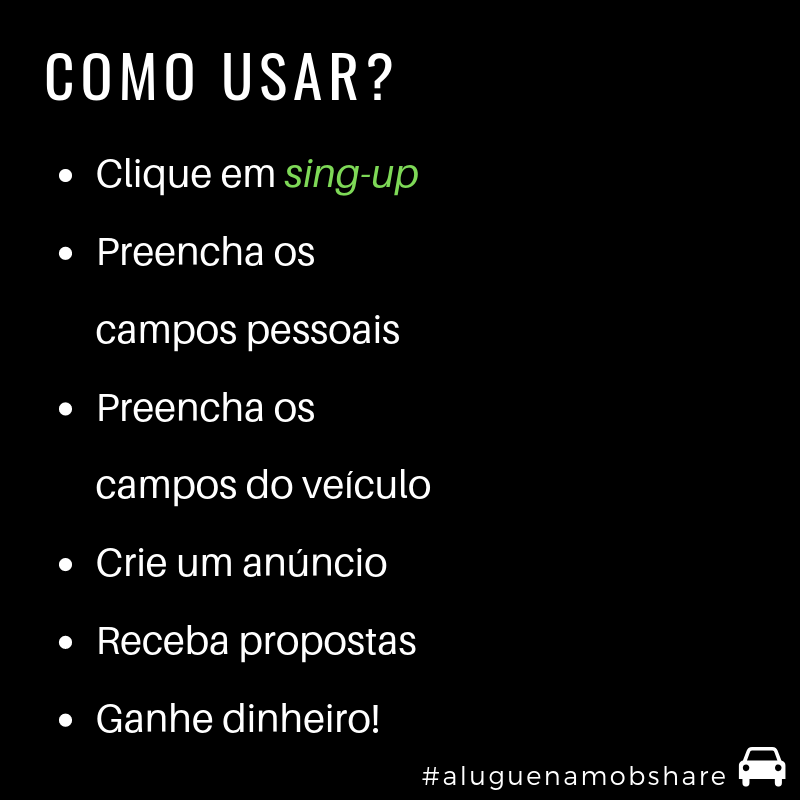 COMO USAR?
• Clique em sing-up
• Preencha os
campos pessoais
• Preencha os
campos do veículo
• Crie um anúncio
• Receba propostas
• Ganhe dinheiro!
#aluguenamobshare